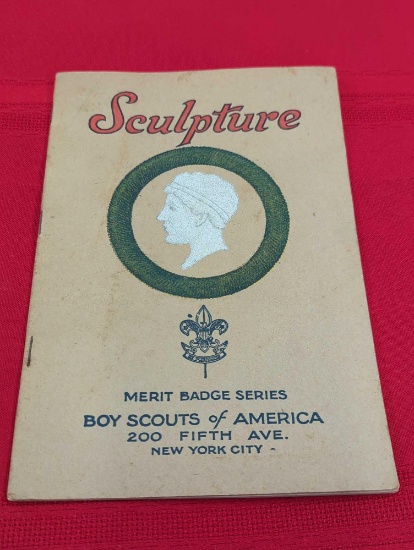 Sculpture
MERIT BADGE SERIES
BOY SCOUTS of AMERICA
200 FIFTH AVE.
NEW YORK CITY -